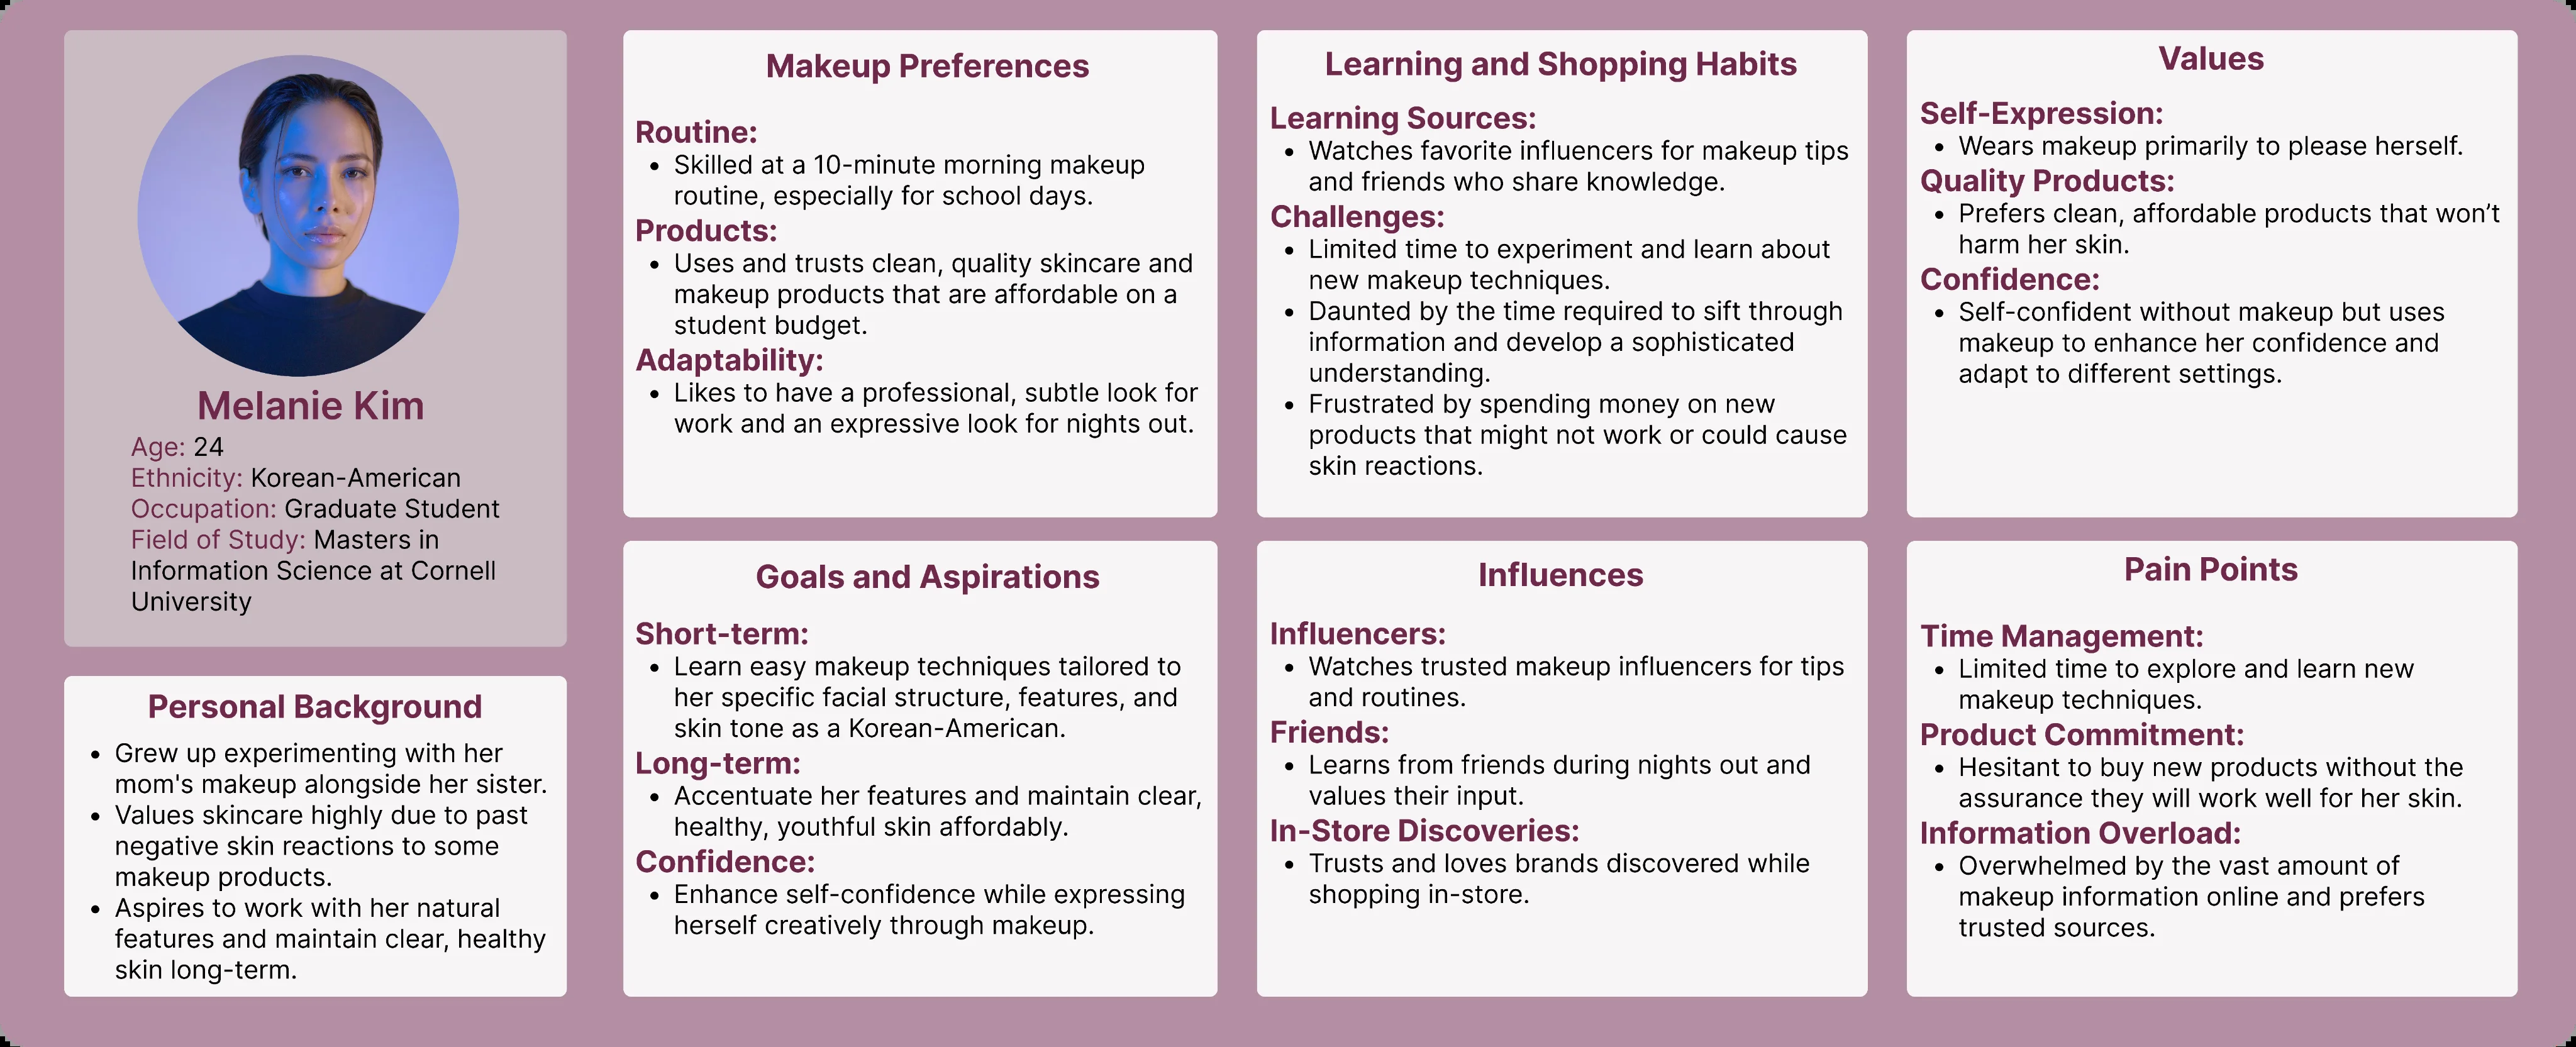 Melanie Kim
Age: 24
Ethnicity: Korean-American
Occupation: Graduate Student
Field of Study: Masters in
Information Science at Cornell
University
Personal Background
• Grew up experimenting with her
mom's makeup alongside her sister.
• Values skincare highly due to past
negative skin reactions to some
makeup products.
• Aspires to work with her natural
features and maintain clear, healthy
skin long-term.
Makeup Preferences
Routine:
• Skilled at a 10-minute morning makeup
routine, especially for school days.
Products:
• Uses and trusts clean, quality skincare and
makeup products that are affordable on a
student budget.
Adaptability:
• Likes to have a professional, subtle look for
work and an expressive look for nights out.
Learning and Shopping Habits
Learning Sources:
• Watches favorite influencers for makeup tips
and friends who share knowledge.
Challenges:
• Limited time to experiment and learn about
new makeup techniques.
• Daunted by the time required to sift through
information and develop a sophisticated
understanding.
• Frustrated by spending money on new
products that might not work or could cause
skin reactions.
Values
Self-Expression:
• Wears makeup primarily to please herself.
Quality Products:
• Prefers clean, affordable products that won’t
harm her skin.
Confidence:
• Self-confident without makeup but uses
makeup to enhance her confidence and
adapt to different settings.
Goals and Aspirations
Short-term:
• Learn easy makeup techniques tailored to
her specific facial structure, features, and
skin tone as a Korean-American.
Long-term:
• Accentuate her features and maintain clear,
healthy, youthful skin affordably.
Confidence:
• Enhance self-confidence while expressing
herself creatively through makeup.
Influences
Influencers:
• Watches trusted makeup influencers for tips
and routines.
Friends:
• Learns from friends during nights out and
values their input.
In-Store Discoveries:
• Trusts and loves brands discovered while
shopping in-store.
Pain Points
Time Management:
• Limited time to explore and learn new
makeup techniques.
Product Commitment:
• Hesitant to buy new products without the
assurance they will work well for her skin.
Information Overload:
• Overwhelmed by the vast amount of
makeup information online and prefers
trusted sources.